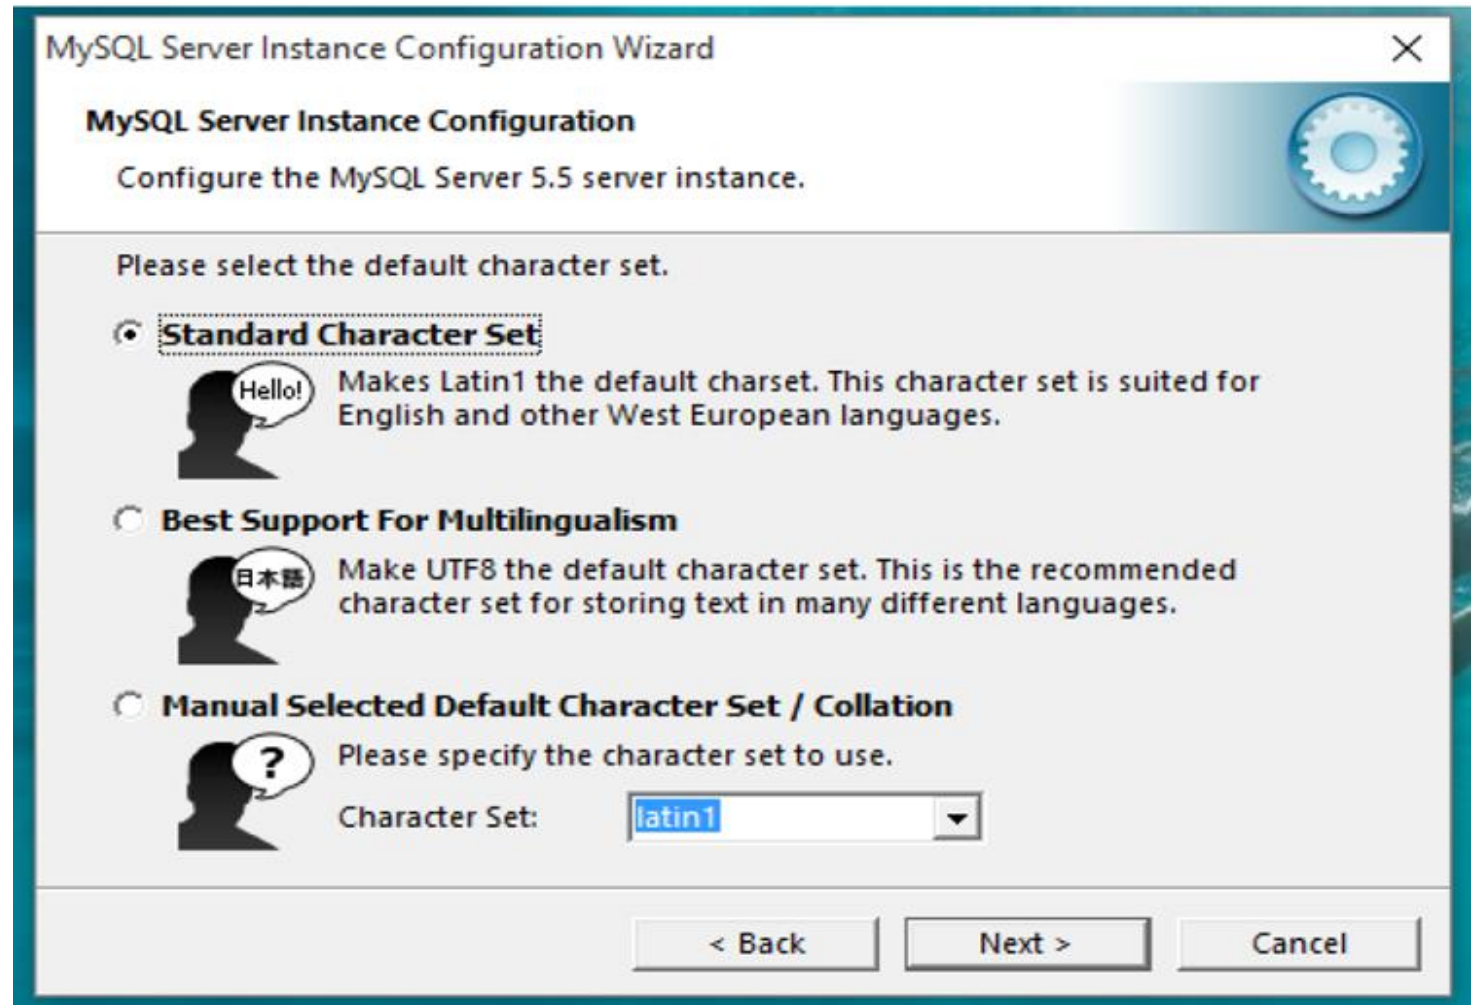 MySQL Server Instance Configuration Wizard
MySQL Server Instance Configuration
Configure the MySQL Server 5.5 server instance.
Please select the default character set.
Standard Character Set
Hello!
Makes Latin1 the default charset. This character set is suited for
English and other West European languages.
Best Support For Multilingualism
日本語
Make UTF8 the default character set. This is the recommended
character set for storing text in many different languages.
Manual Selected Default Character Set / Collation
?
Please specify the character set to use.
Character Set: latin1
< Back Next > Cancel